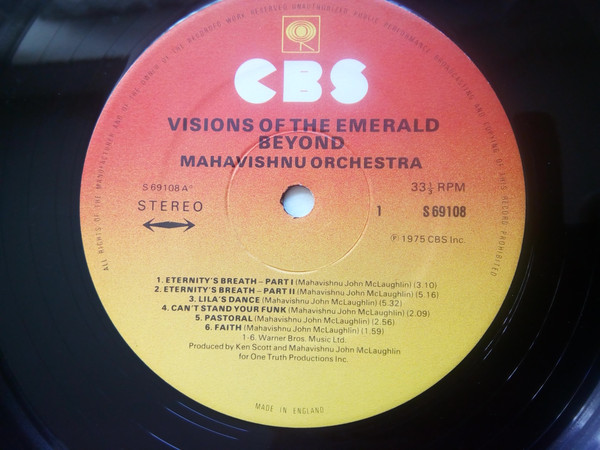 ALL RIGHTS OF THE MANUFACTURER AND OF THE OWNER OF THE RECORDED WORK RESERVED UNAUTHORISED PUBLIC PERFORMANCE BROADCASTING AND COPYING OF THIS RECORD PROHIBITED
CBS
VISIONS OF THE EMERALD
BEYOND
MAHAVISHNU ORCHESTRA
S 69108 A° 33⅓ RPM
STEREO 1 S 69108
Ⓟ 1975 CBS Inc.
1. ETERNITY'S BREATH – PART I (Mahavishnu John McLaughlin) (3.10)
2. ETERNITY'S BREATH – PART II (Mahavishnu John McLaughlin) (5.16)
3. LILA'S DANCE (Mahavishnu John McLaughlin) (5.32)
4. CAN'T STAND YOUR FUNK (Mahavishnu John McLaughlin) (2.09)
5. PASTORAL (Mahavishnu John McLaughlin) (2.56)
6. FAITH (Mahavishnu John McLaughlin) (1.59)
1-6. Warner Bros. Music Ltd.
Produced by Ken Scott and Mahavishnu John McLaughlin
for One Truth Productions Inc.
MADE IN ENGLAND